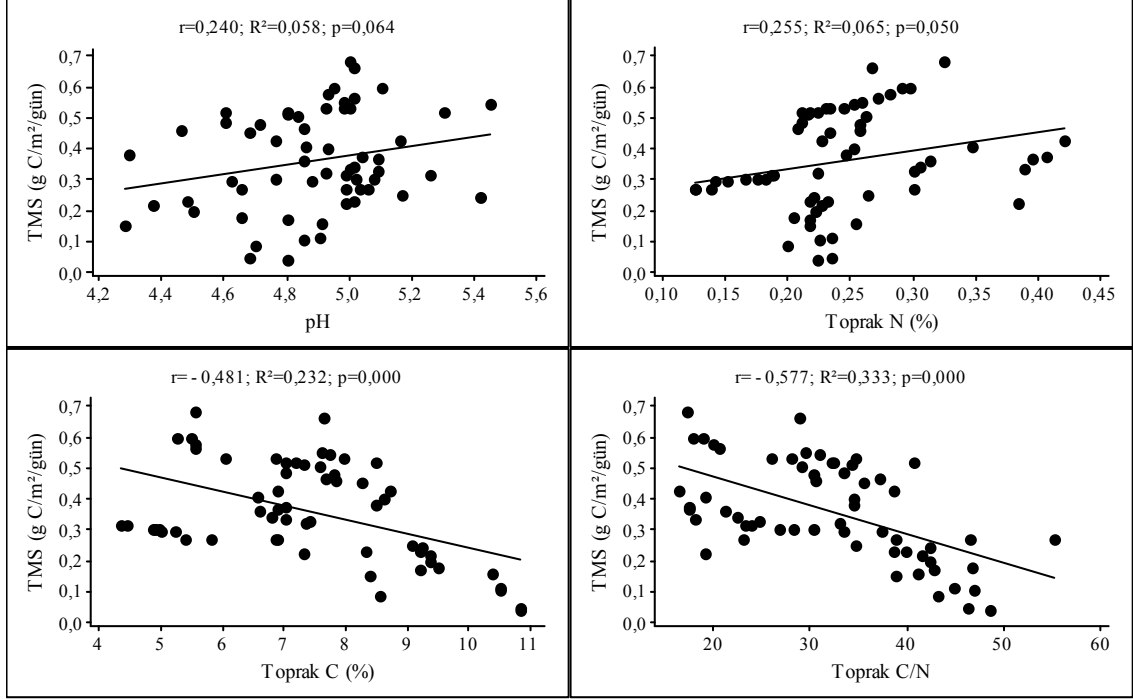 r=0,240; R²=0,058; p=0,064
TMS (g C/m²/gün)
0,7
0,6
0,5
0,4
0,3
0,2
0,1
0,0
4,2 4,4 4,6 4,8 5,0 5,2 5,4 5,6
pH
r=0,255; R²=0,065; p=0,050
TMS (g C/m²/gün)
0,7
0,6
0,5
0,4
0,3
0,2
0,1
0,0
0,10 0,15 0,20 0,25 0,30 0,35 0,40 0,45
Toprak N (%)
r= - 0,481; R²=0,232; p=0,000
TMS (g C/m²/gün)
0,7
0,6
0,5
0,4
0,3
0,2
0,1
0,0
4 5 6 7 8 9 10 11
Toprak C (%)
r= - 0,577; R²=0,333; p=0,000
TMS (g C/m²/gün)
0,7
0,6
0,5
0,4
0,3
0,2
0,1
0,0
20 30 40 50 60
Toprak C/N